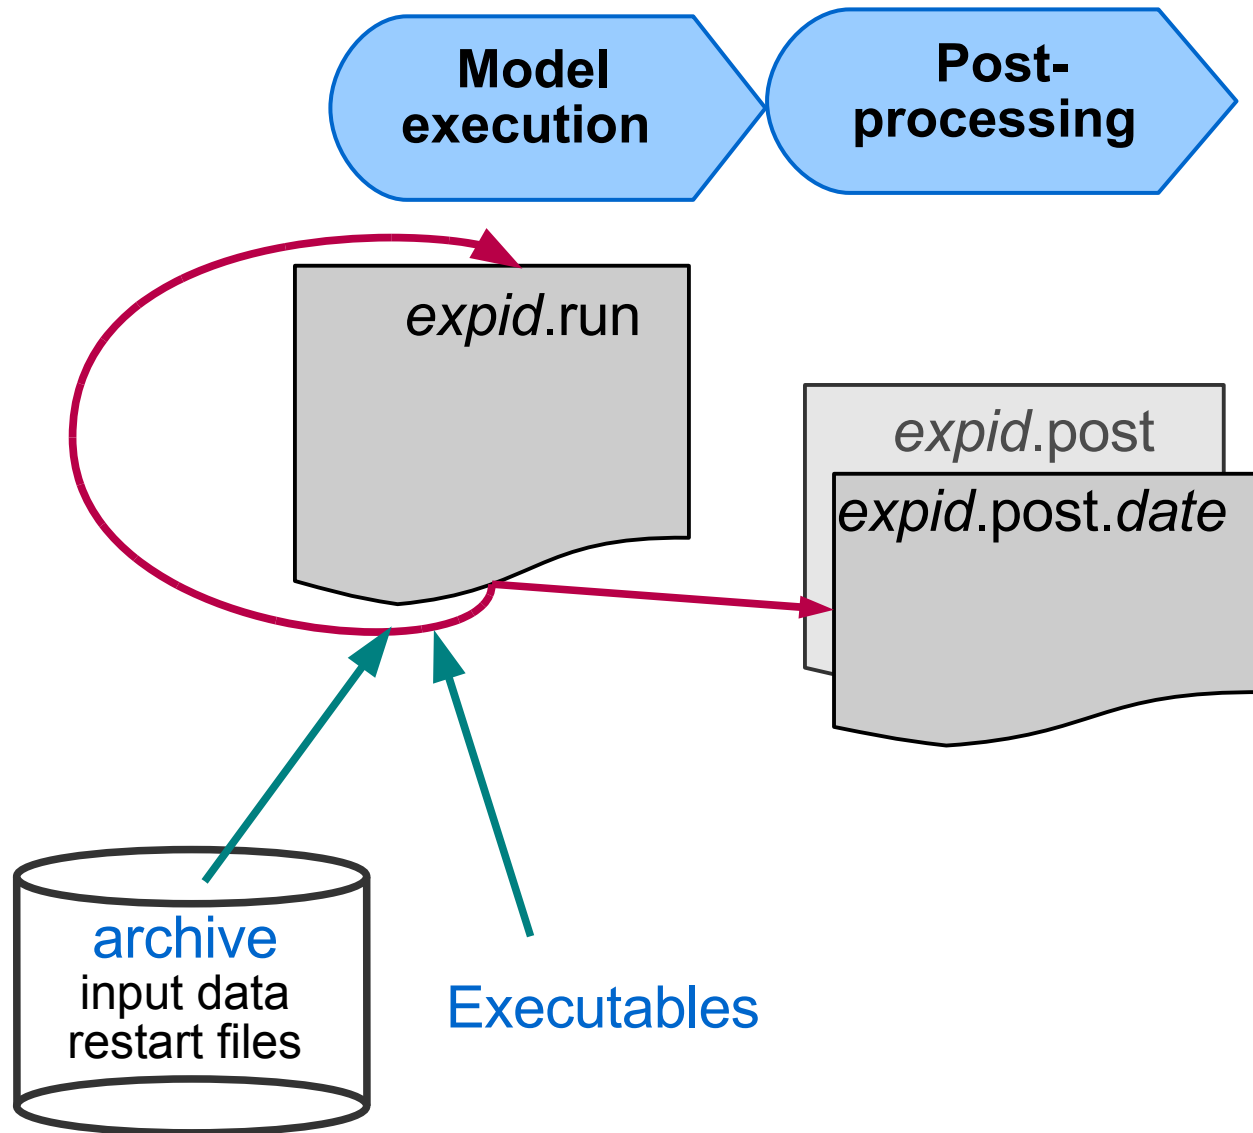 Model
execution
Post-
processing
expid.run
expid.post
expid.post.date
archive
input data
restart files
Executables